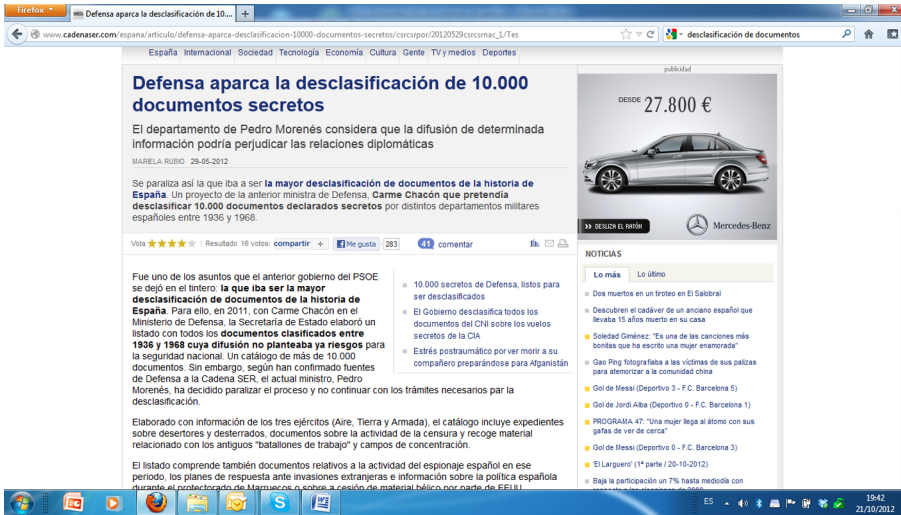 Firefox
Defensa aparca la desclasificación de 10....
www.cadenaser.com/espana/articulo/defensa-aparca-desclasificacion-10000-documentos-secretos/csrcsrpor/20120529csrcsrnac_1/Tes
desclasificación de documentos
España Internacional Sociedad Tecnología Economía Cultura Gente TV y medios Deportes
Defensa aparca la desclasificación de 10.000
documentos secretos
El departamento de Pedro Morenés considera que la difusión de determinada
información podría perjudicar las relaciones diplomáticas
MARIELA RUBIO 29-05-2012
Se paraliza así la que iba a ser la mayor desclasificación de documentos de la historia de
España. Un proyecto de la anterior ministra de Defensa, Carme Chacón que pretendía
desclasificar 10.000 documentos declarados secretos por distintos departamentos militares
españoles entre 1936 y 1968.
Vota Resultado 16 votos compartir + Me gusta 283 41 comentar
Fue uno de los asuntos que el anterior gobierno del PSOE
se dejó en el tintero: la que iba ser la mayor
desclasificación de documentos de la historia de
España. Para ello, en 2011, con Carme Chacón en el
Ministerio de Defensa, la Secretaría de Estado elaboró un
listado con todos los documentos clasificados entre
1936 y 1968 cuya difusión no planteaba ya riesgos para
la seguridad nacional. Un catálogo de más de 10.000
documentos. Sin embargo, según han confirmado fuentes
de Defensa a la Cadena SER, el actual ministro, Pedro
Morenés, ha decidido paralizar el proceso y no continuar con los trámites necesarios par la
desclasificación.
10.000 secretos de Defensa, listos para
ser desclasificados
El Gobierno desclasifica todos los
documentos del CNI sobre los vuelos
secretos de la CIA
Estrés postraumático por ver morir a su
compañero preparándose para Afganistán
Elaborado con información de los tres ejércitos (Aire, Tierra y Armada), el catálogo incluye expedientes
sobre desertores y desterrados, documentos sobre la actividad de la censura y recoge material
relacionado con los antiguos "batallones de trabajo" y campos de concentración.
El listado comprende también documentos relativos a la actividad del espionaje español en ese
periodo, los planes de respuesta ante invasiones extranjeras e información sobre la política española
durante el protectorado de Marruecos o sobre a cesión de material bélico por parte de EEUU
publicidad
DESDE 27.800 €
DESLIZA EL RATÓN
Mercedes-Benz
NOTICIAS
Lo más Lo último
Dos muertos en un tiroteo en El Salobral
Descubren el cadáver de un anciano español que
llevaba 15 años muerto en su casa
Soledad Giménez: "Es una de las canciones más
bonitas que ha escrito una mujer enamorada"
Gao Ping fotografiaba a las víctimas de sus palizas
para atemorizar a la comunidad china
Gol de Messi (Deportivo 3 - F.C. Barcelona 5)
Gol de Jordi Alba (Deportivo 0 - F.C. Barcelona 1)
PROGRAMA 47: "Una mujer llega al átomo con sus
gafas de ver de cerca"
Gol de Messi (Deportivo 0 - F.C. Barcelona 3)
'El Larguero' (1ª parte / 20-10-2012)
Baja la participación un 7% hasta mediodía con
respecto a las elecciones de 2009
ES
19:42
21/10/2012